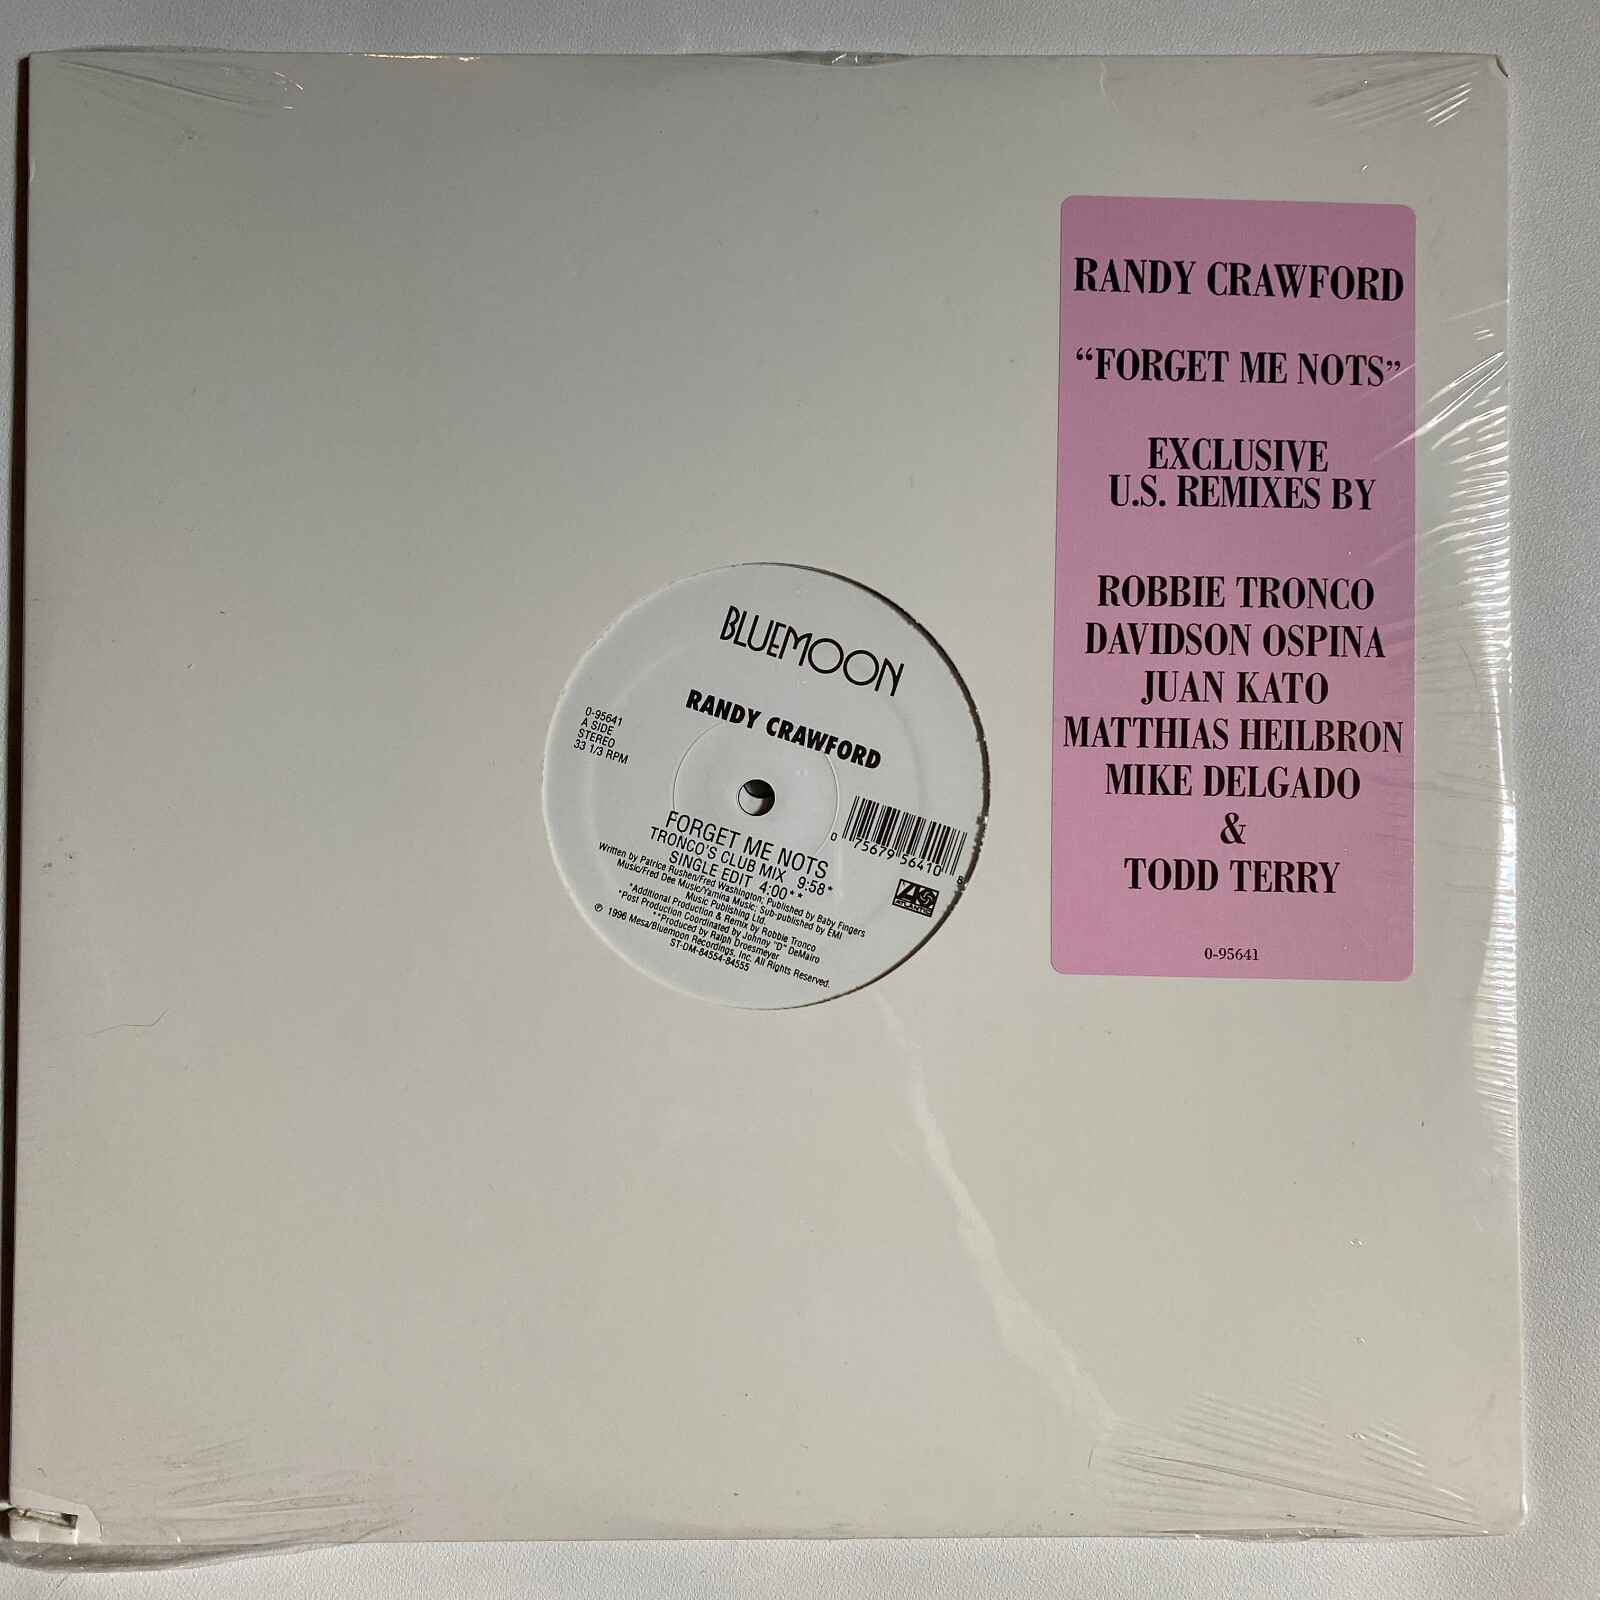 RANDY CRAWFORD
“FORGET ME NOTS”
EXCLUSIVE
U.S. REMIXES BY
ROBBIE TRONCO
DAVIDSON OSPINA
JUAN KATO
MATTHIAS HEILBRON
MIKE DELGADO
&
TODD TERRY
0-95641
BLUEMOON
RANDY CRAWFORD
0-95641
A SIDE
STEREO
33 1/3 RPM
FORGET ME NOTS
TRONCO'S CLUB MIX 9:58*
SINGLE EDIT 4:00**
Written by Patrice Rushen/Fred Washington; Published by Baby Fingers
Music/Fred Dee Music/Yamina Music; Sub-published by EMI
Music Publishing Ltd.
*Additional Production & Remix by Robbie Tronco
*Post Production Coordinated by Johnny "D" DeMairo
**Produced by Ralph Droesmeyer
℗ 1996 Mesa/Bluemoon Recordings, Inc. All Rights Reserved.
ST-DM-84554-84555
0 75679 56410 8
ATLANTIC